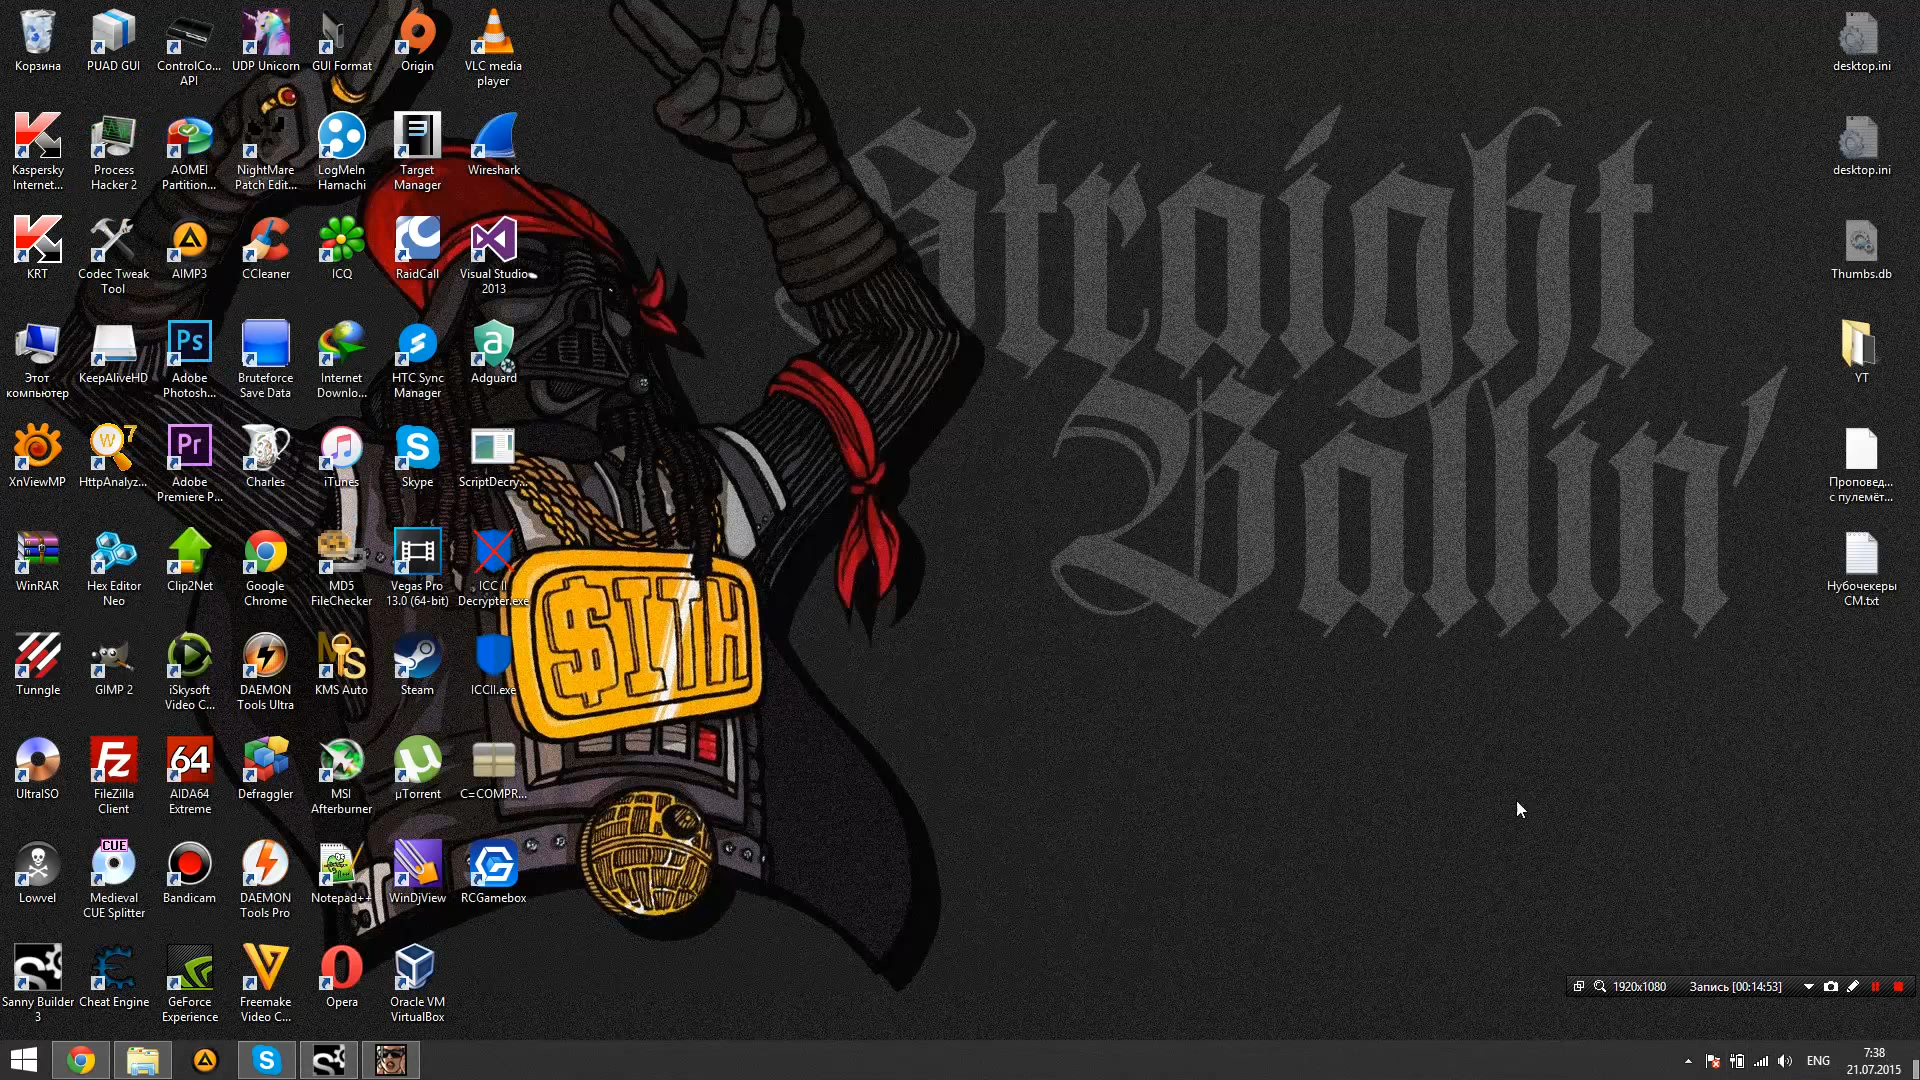 Корзина
PUAD GUI
ControlCo...
API
UDP Unicorn
GUI Format
Origin
VLC media
player
Kaspersky
Internet...
Process
Hacker 2
AOMEI
Partition...
NightMare
Patch Edit...
LogMeIn
Hamachi
Target
Manager
Wireshark
KRT
Codec Tweak
Tool
AIMP3
CCleaner
ICQ
RaidCall
Visual Studio
2013
Этот
компьютер
KeepAliveHD
Ps
Adobe
Photosh...
Bruteforce
Save Data
Internet
Downlo...
HTC Sync
Manager
Adguard
XnViewMP
W7
HttpAnalyz...
Pr
Adobe
Premiere P...
Charles
iTunes
Skype
ScriptDecry...
WinRAR
Hex Editor
Neo
Clip2Net
Google
Chrome
MD5
FileChecker
Vegas Pro
13.0 (64-bit)
ICC II
Decrypter.exe
Tunngle
GIMP 2
iSkysoft
Video C...
DAEMON
Tools Ultra
KMS Auto
Steam
ICCII.exe
UltraISO
Fz
FileZilla
Client
64
AIDA64
Extreme
Defraggler
MSI
Afterburner
µTorrent
C=COMPR...
Lowvel
CUE
Medieval
CUE Splitter
Bandicam
DAEMON
Tools Pro
Notepad++
WinDjView
RCGamebox
Sanny Builder
3
Cheat Engine
GeForce
Experience
Freemake
Video C...
Opera
Oracle VM
VirtualBox
Straight
Ballin'
$ITH
desktop.ini
desktop.ini
Thumbs.db
YT
Проповед...
с пулемёт...
Нубочекеры
CM.txt
1920x1080 Запись [00:14:53]
ENG
7:38
21.07.2015